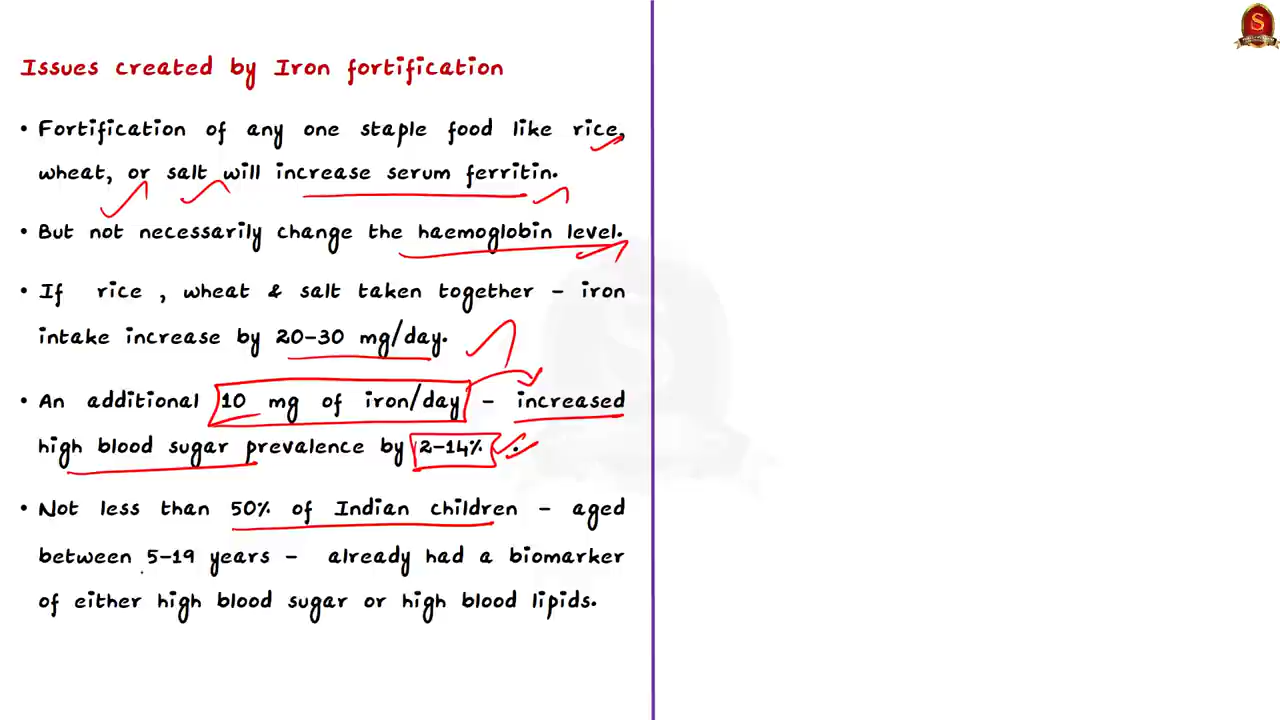 Issues created by Iron fortification
• Fortification of any one staple food like rice,
wheat, or salt will increase serum ferritin.
• But not necessarily change the haemoglobin level.
• If rice , wheat & salt taken together - iron
intake increase by 20-30 mg/day.
• An additional 10 mg of iron/day - increased
high blood sugar prevalence by 2-14% .
• Not less than 50% of Indian children - aged
between 5-19 years - already had a biomarker
of either high blood sugar or high blood lipids.
S